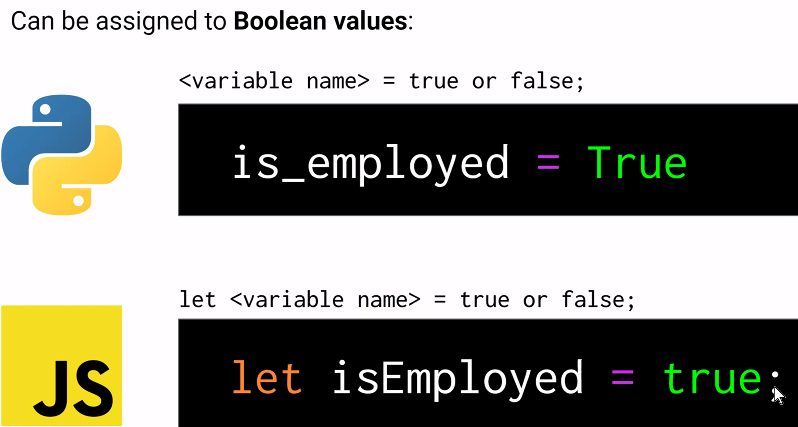 Can be assigned to Boolean values:
<variable name> = true or false;
is_employed = True
let <variable name> = true or false;
JS
let isEmployed = true;